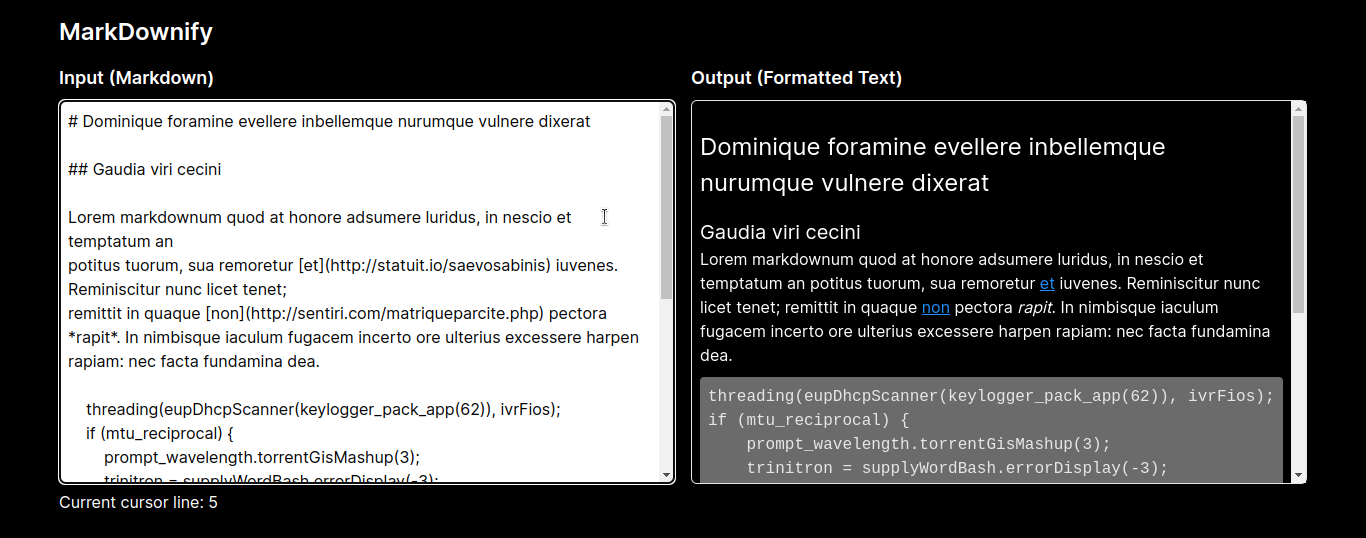 MarkDownify
Input (Markdown)
# Dominique foramine evellere inbellemque nurumque vulnere dixerat
## Gaudia viri cecini
Lorem markdownum quod at honore adsumere luridus, in nescio et
temptatum an
potitus tuorum, sua remoretur [et](http://statuit.io/saevosabinis) iuvenes.
Reminiscitur nunc licet tenet;
remittit in quaque [non](http://sentiri.com/matriqueparcite.php) pectora
*rapit*. In nimbisque iaculum fugacem incerto ore ulterius excessere harpen
rapiam: nec facta fundamina dea.
    threading(eupDhcpScanner(keylogger_pack_app(62)), ivrFios);
    if (mtu_reciprocal) {
        prompt_wavelength.torrentGisMashup(3);
        trinitron = supplyWordBash.errorDisplay(-3);
Current cursor line: 5
Output (Formatted Text)
Dominique foramine evellere inbellemque
nurumque vulnere dixerat
Gaudia viri cecini
Lorem markdownum quod at honore adsumere luridus, in nescio et
temptatum an potitus tuorum, sua remoretur et iuvenes. Reminiscitur nunc
licet tenet; remittit in quaque non pectora rapit. In nimbisque iaculum
fugacem incerto ore ulterius excessere harpen rapiam: nec facta fundamina
dea.
threading(eupDhcpScanner(keylogger_pack_app(62)), ivrFios);
if (mtu_reciprocal) {
    prompt_wavelength.torrentGisMashup(3);
    trinitron = supplyWordBash.errorDisplay(-3);